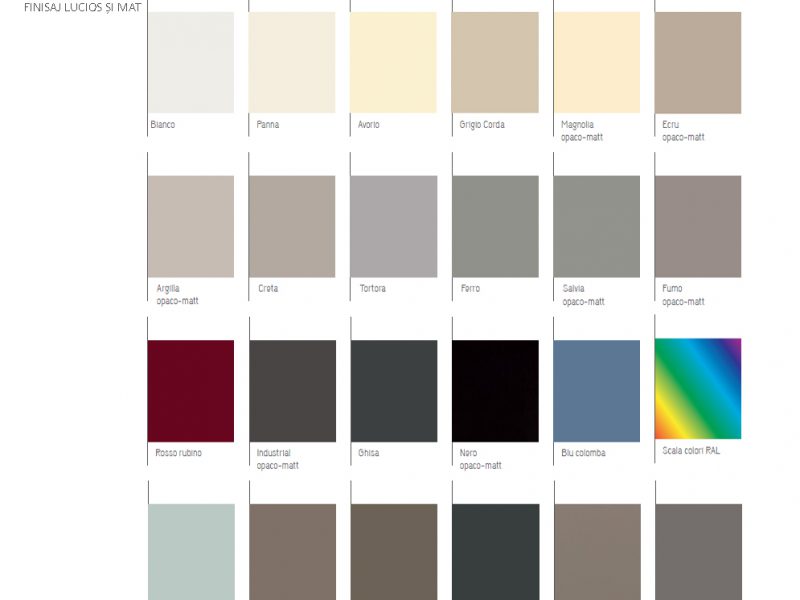 FINISAJ LUCIOS ȘI MAT
Bianco
Panna
Avorio
Grigio Corda
Magnolia
opaco-matt
Ecrù
opaco-matt
Argilla
opaco-matt
Creta
Tortora
Ferro
Salvia
opaco-matt
Fumo
opaco-matt
Rosso rubino
Industrial
opaco-matt
Ghisa
Nero
opaco-matt
Blu colomba
Scala colori RAL